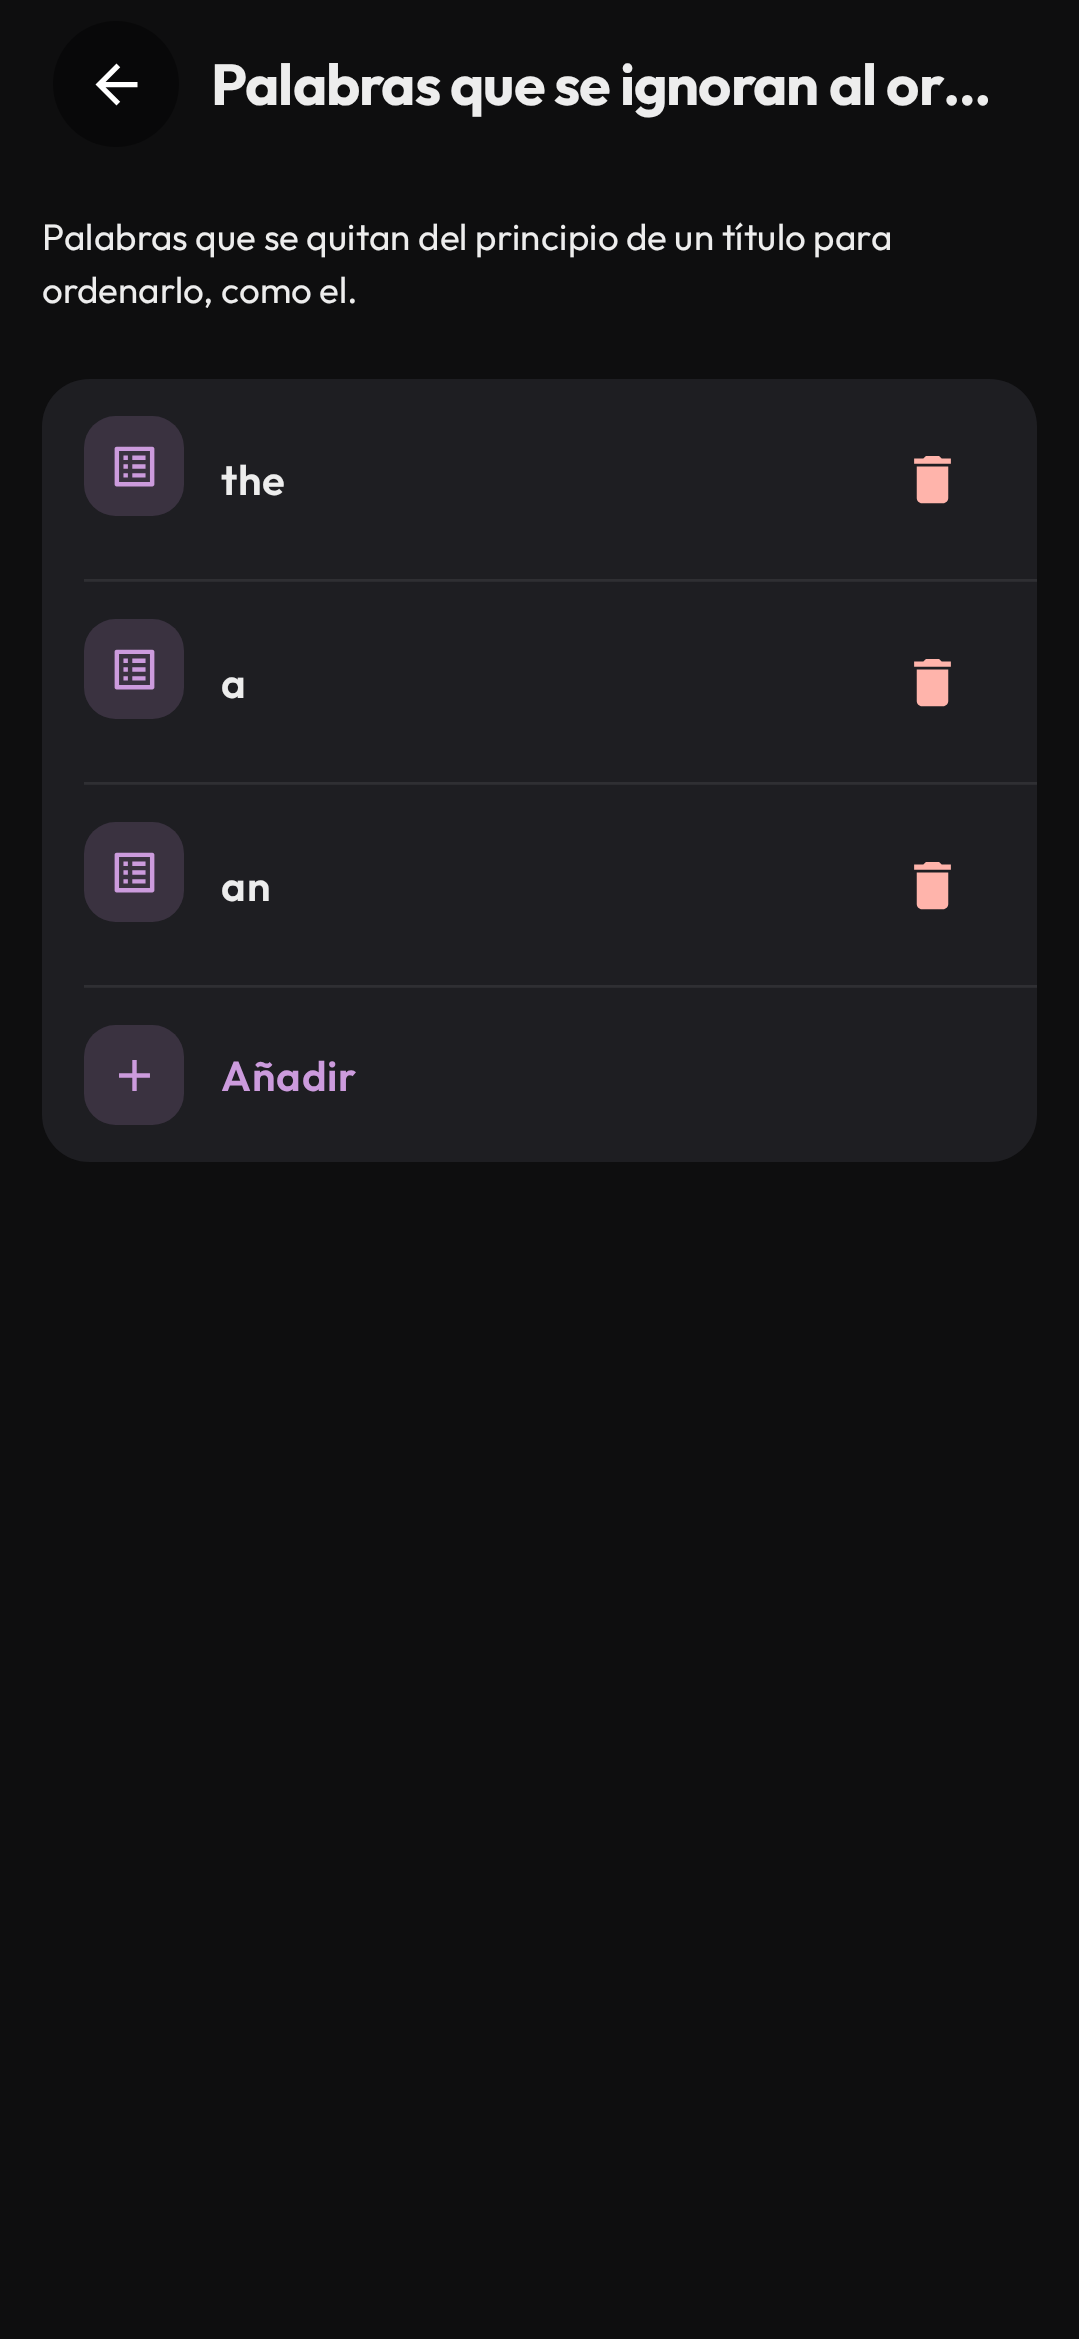 Palabras que se ignoran al or...
Palabras que se quitan del principio de un título para
ordenarlo, como el.
the
a
an
Añadir